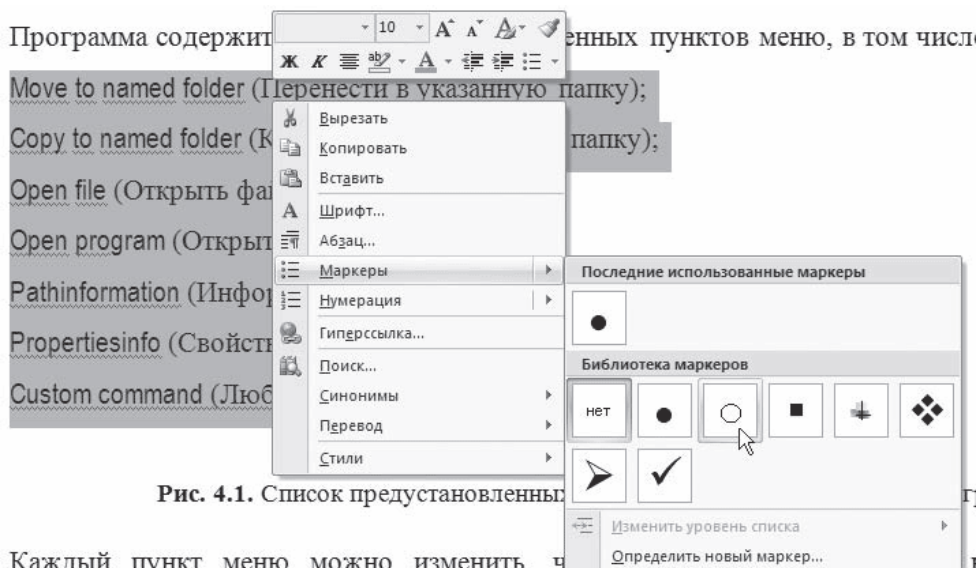 Программа содержит енных пунктов меню, в том числ
10
Ж К
Move to named folder (Перенести в указанную папку);
Copy to named folder (К папку);
Open file (Открыть фа
Open program (Открыт
Pathinformation (Инфор
Propertiesinfo (Свойств
Custom command (Люб
Вырезать
Копировать
Вставить
Шрифт...
Абзац...
Маркеры
Нумерация
Гиперссылка...
Поиск...
Синонимы
Перевод
Стили
Последние использованные маркеры
Библиотека маркеров
нет
Изменить уровень списка
Определить новый маркер...
Рис. 4.1. Список предустановленны
Каждый пункт меню можно изменить, ч